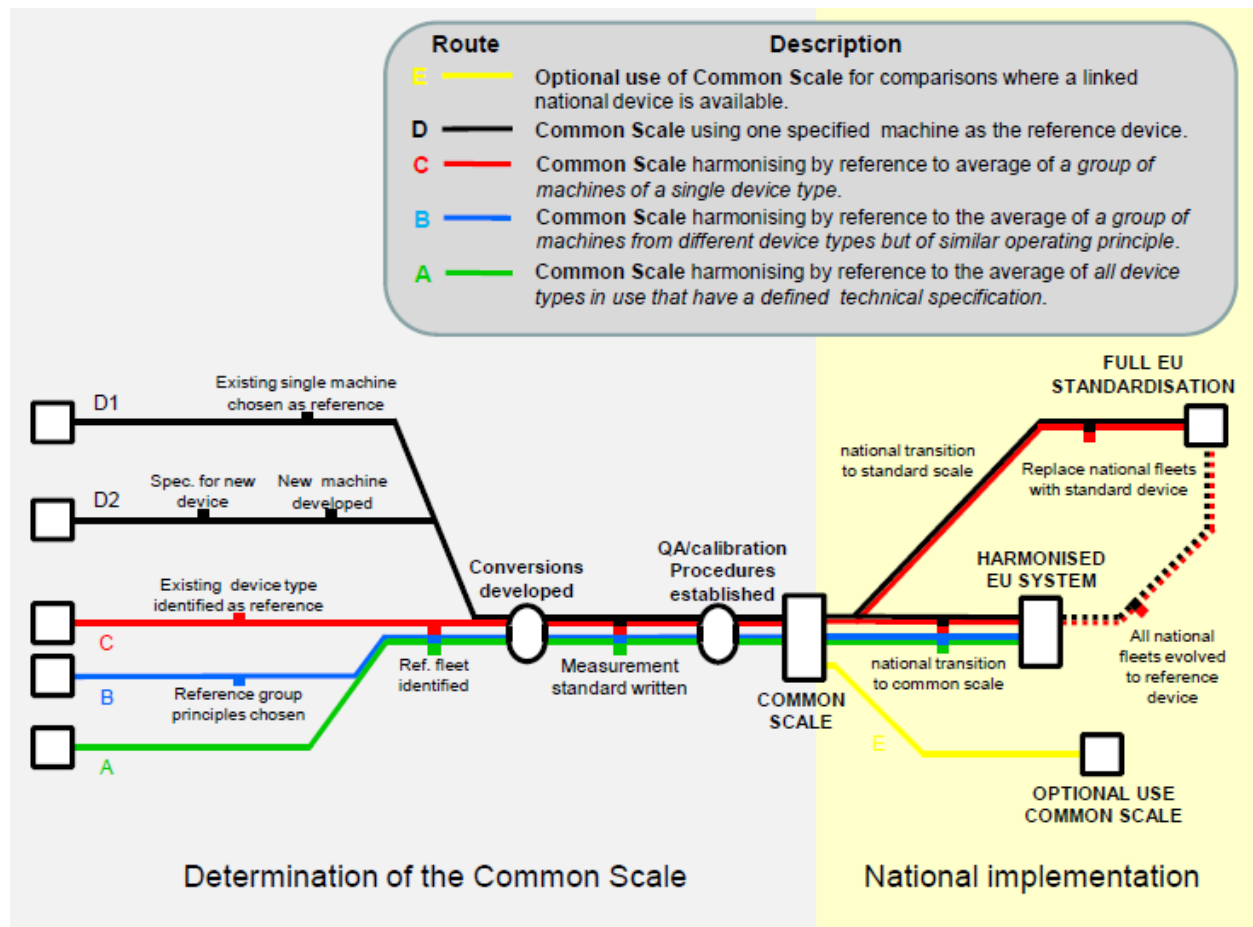 Route Description
E Optional use of Common Scale for comparisons where a linked
national device is available.
D Common Scale using one specified machine as the reference device.
C Common Scale harmonising by reference to average of a group of
machines of a single device type.
B Common Scale harmonising by reference to the average of a group of
machines from different device types but of similar operating principle.
A Common Scale harmonising by reference to the average of all device
types in use that have a defined technical specification.
D1
Existing single machine
chosen as reference
D2
Spec. for new
device
New machine
developed
Existing device type
identified as reference
C
B
Reference group
principles chosen
A
Ref. fleet
identified
Conversions
developed
Measurement
standard written
QA/calibration
Procedures
established
COMMON
SCALE
national transition
to standard scale
FULL EU
STANDARDISATION
Replace national fleets
with standard device
HARMONISED
EU SYSTEM
national transition
to common scale
All national
fleets evolved
to reference
device
E
OPTIONAL USE
COMMON SCALE
Determination of the Common Scale
National implementation